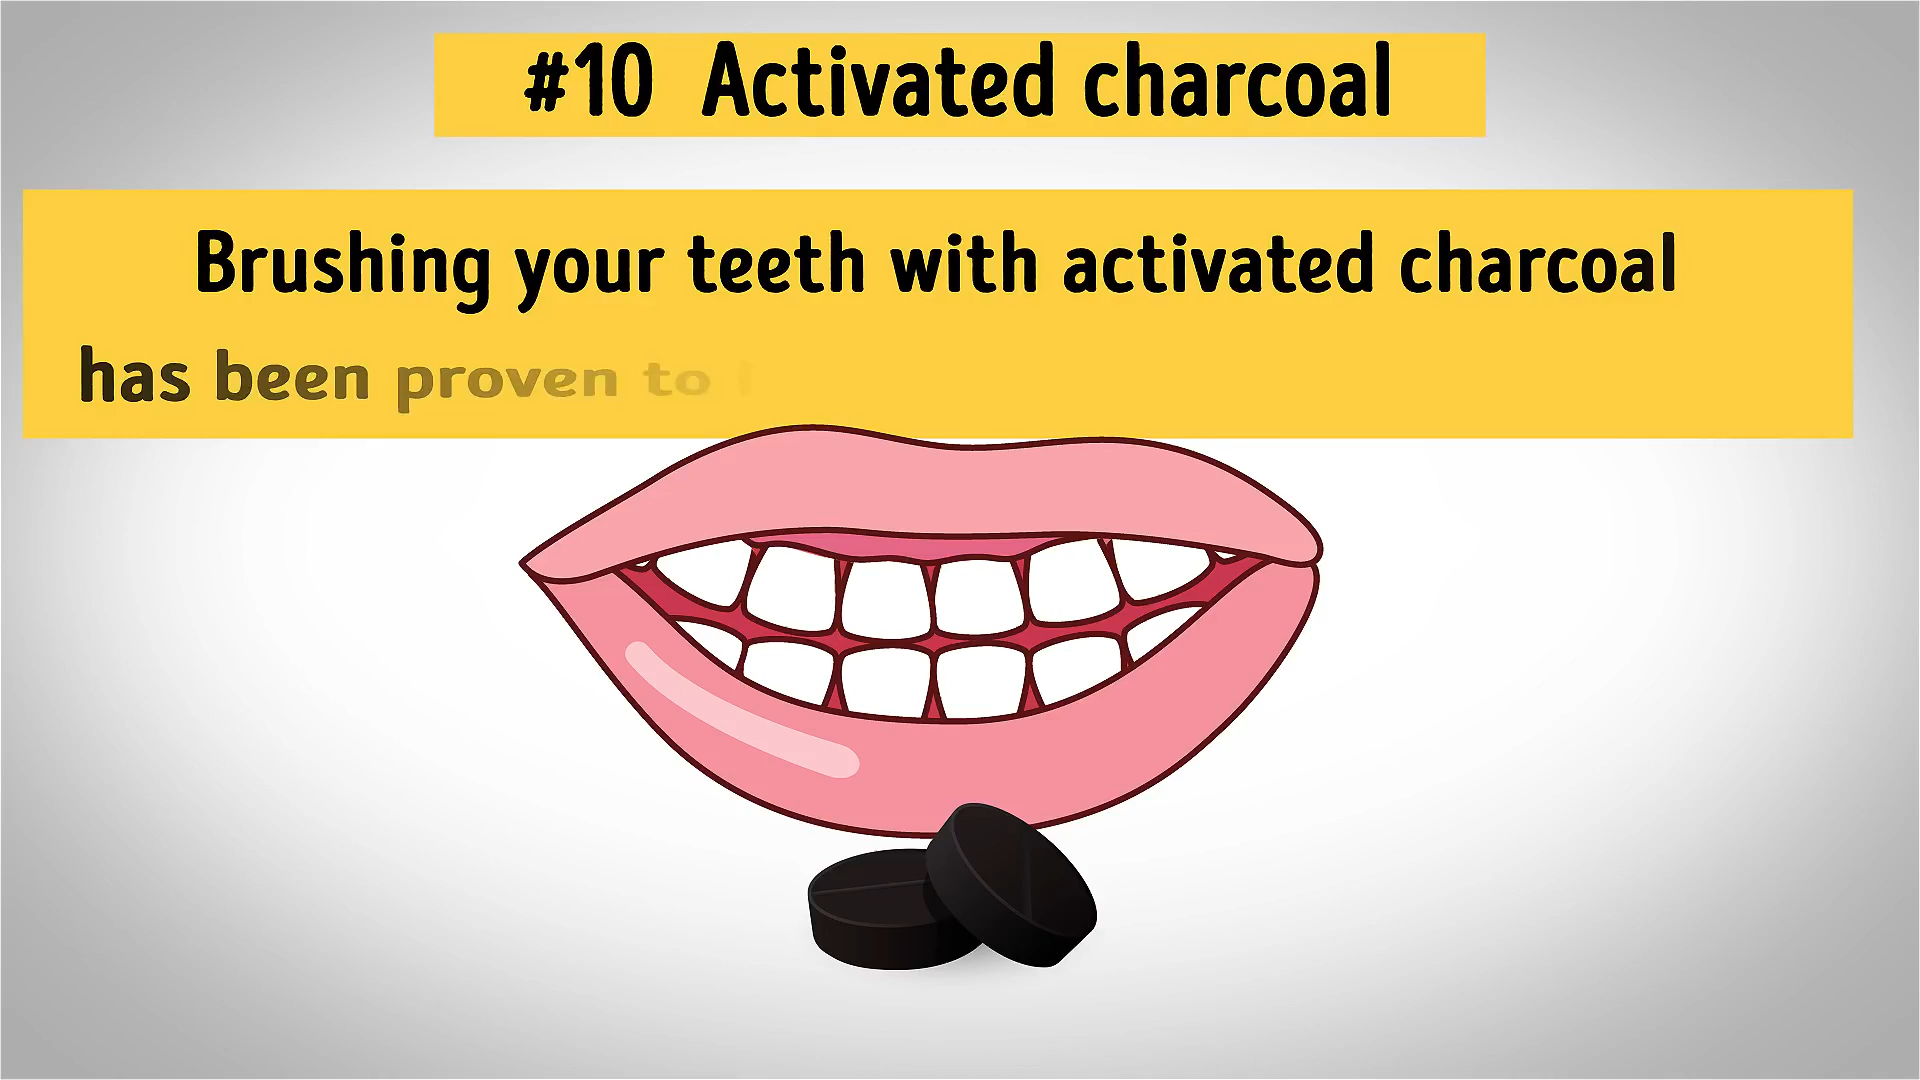 #10 Activated charcoal
Brushing your teeth with activated charcoal
has been proven to